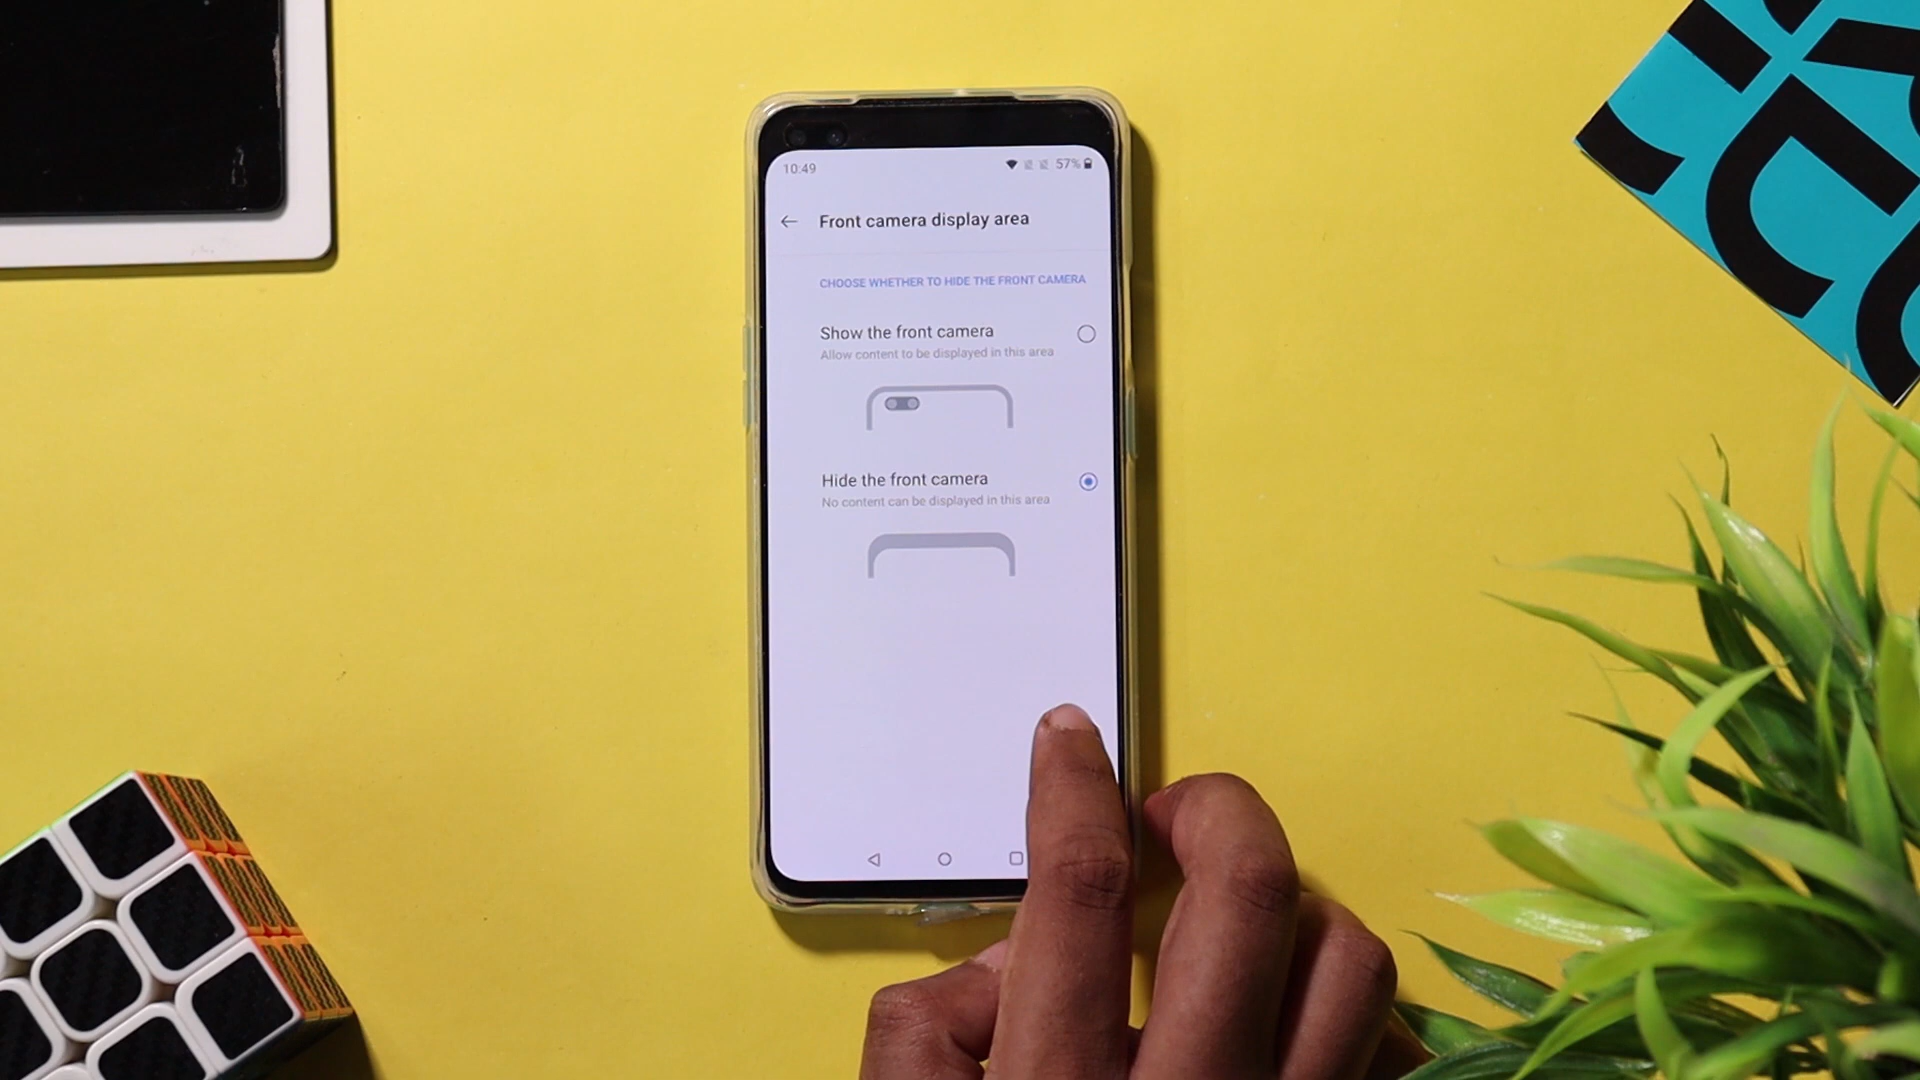 10:49
57%
Front camera display area
CHOOSE WHETHER TO HIDE THE FRONT CAMERA
Show the front camera
Allow content to be displayed in this area
Hide the front camera
No content can be displayed in this area